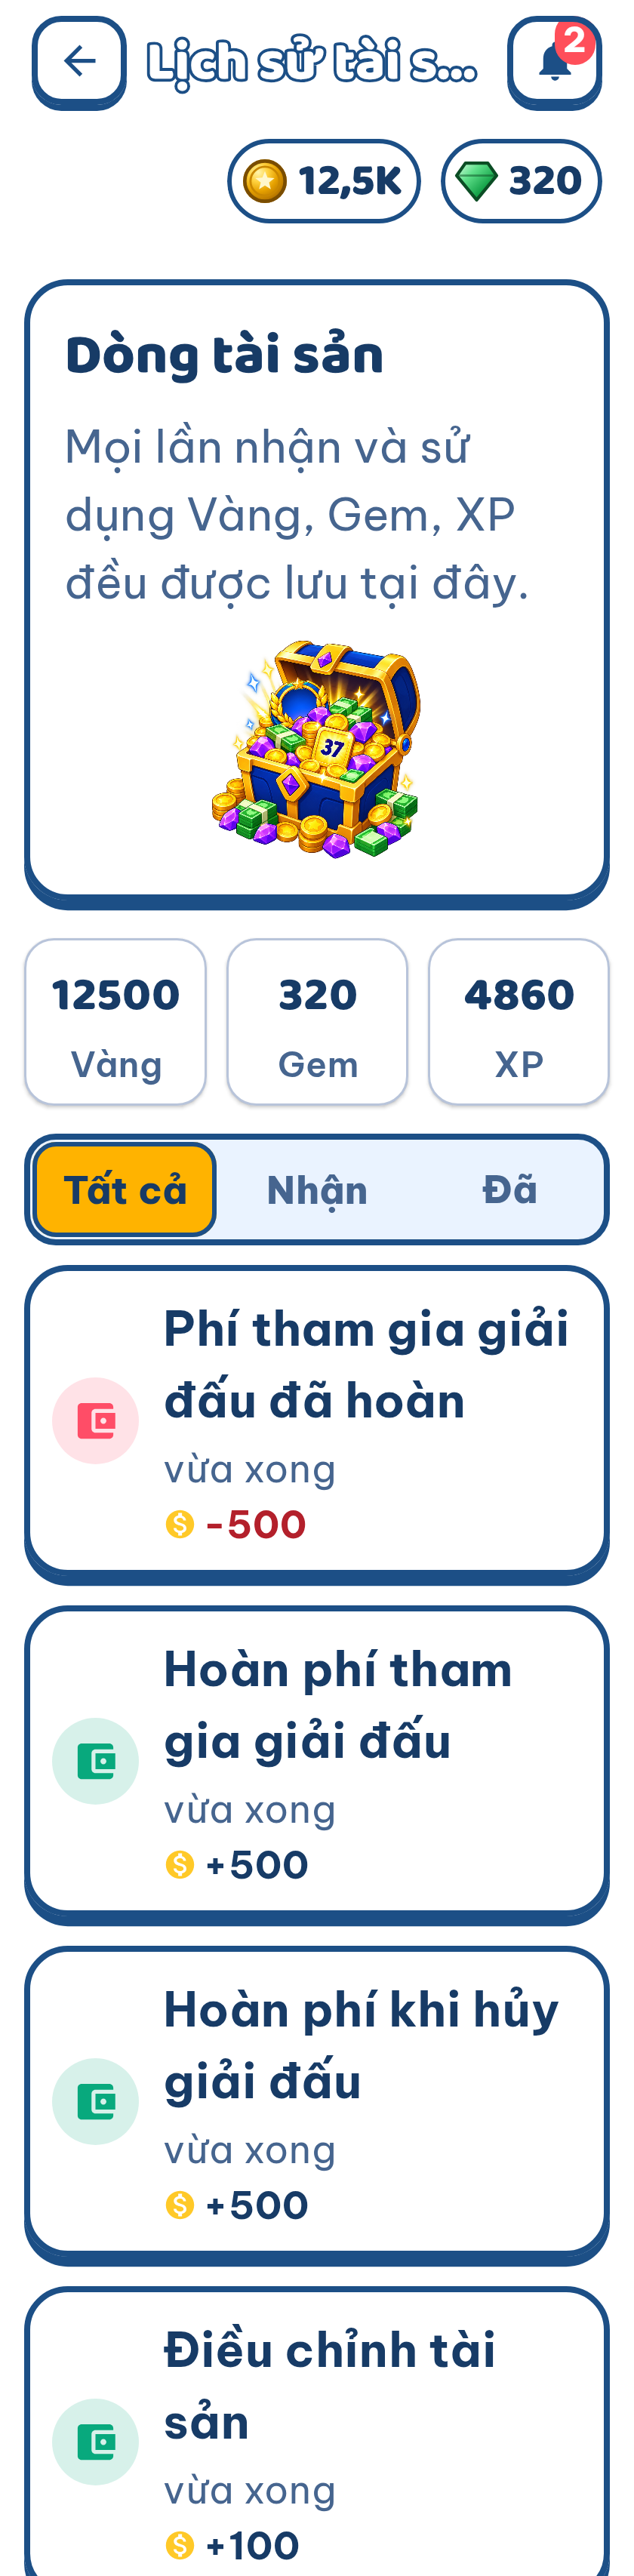 Lịch sử tài s...
2
12,5K
320
Dòng tài sản
Mọi lần nhận và sử
dụng Vàng, Gem, XP
đều được lưu tại đây.
37
12500
Vàng
320
Gem
4860
XP
Tất cả
Nhận
Đã
Phí tham gia giải
đấu đã hoàn
vừa xong
-500
Hoàn phí tham
gia giải đấu
vừa xong
+500
Hoàn phí khi hủy
giải đấu
vừa xong
+500
Điều chỉnh tài
sản
vừa xong
+100